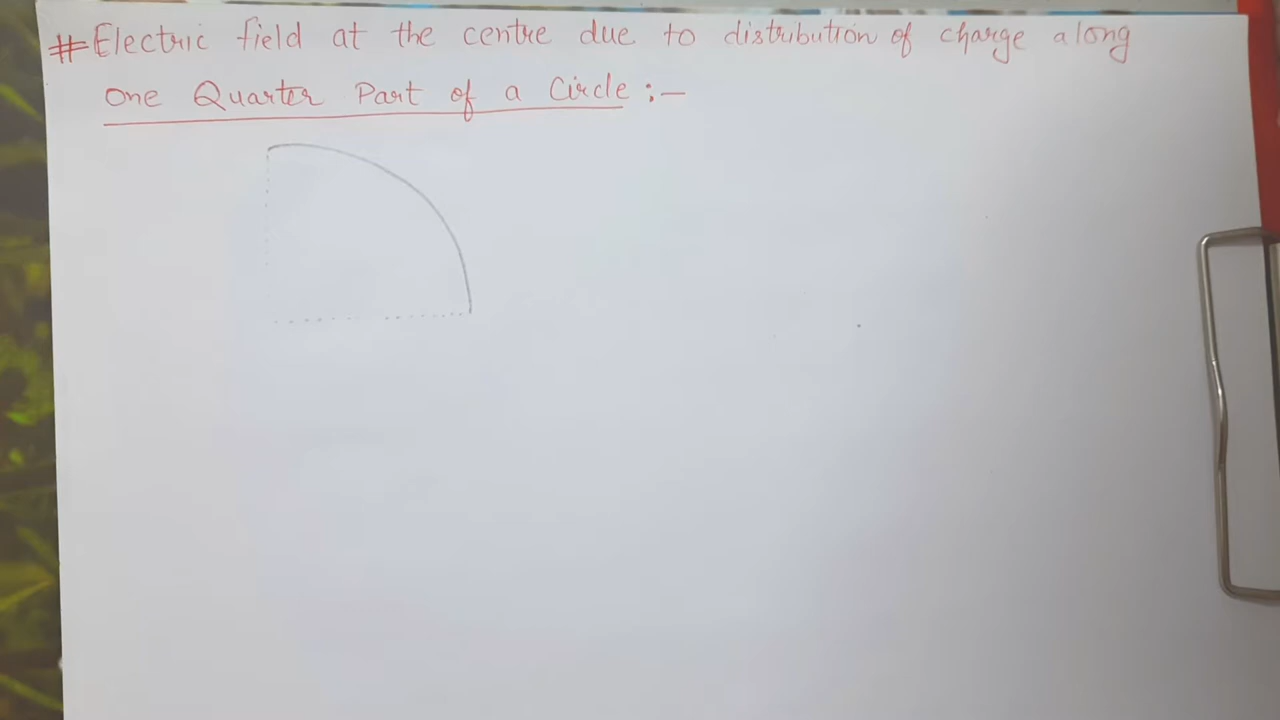 # Electric field at the centre due to distribution of charge along
One Quarter Part of a Circle :-